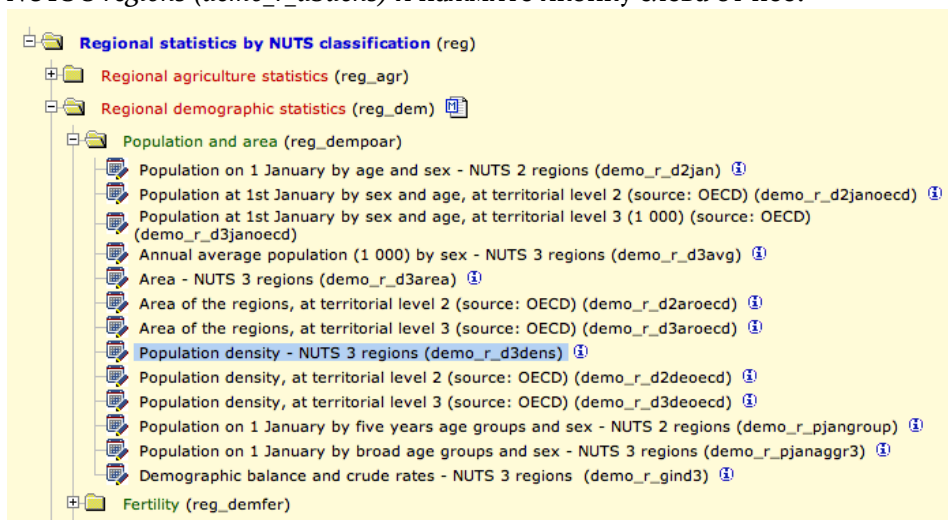 NUTS 3 regions (demo_r_d3dens) и нажмите кнопку слева от нее.
Regional statistics by NUTS classification (reg)
Regional agriculture statistics (reg_agr)
Regional demographic statistics (reg_dem)
Population and area (reg_dempoar)
Population on 1 January by age and sex - NUTS 2 regions (demo_r_d2jan)
Population at 1st January by sex and age, at territorial level 2 (source: OECD) (demo_r_d2janoecd)
Population at 1st January by sex and age, at territorial level 3 (1 000) (source: OECD)
(demo_r_d3janoecd)
Annual average population (1 000) by sex - NUTS 3 regions (demo_r_d3avg)
Area - NUTS 3 regions (demo_r_d3area)
Area of the regions, at territorial level 2 (source: OECD) (demo_r_d2aroecd)
Area of the regions, at territorial level 3 (source: OECD) (demo_r_d3aroecd)
Population density - NUTS 3 regions (demo_r_d3dens)
Population density, at territorial level 2 (source: OECD) (demo_r_d2deoecd)
Population density, at territorial level 3 (source: OECD) (demo_r_d3deoecd)
Population on 1 January by five years age groups and sex - NUTS 2 regions (demo_r_pjangroup)
Population on 1 January by broad age groups and sex - NUTS 3 regions (demo_r_pjanaggr3)
Demographic balance and crude rates - NUTS 3 regions (demo_r_gind3)
Fertility (reg_demfer)